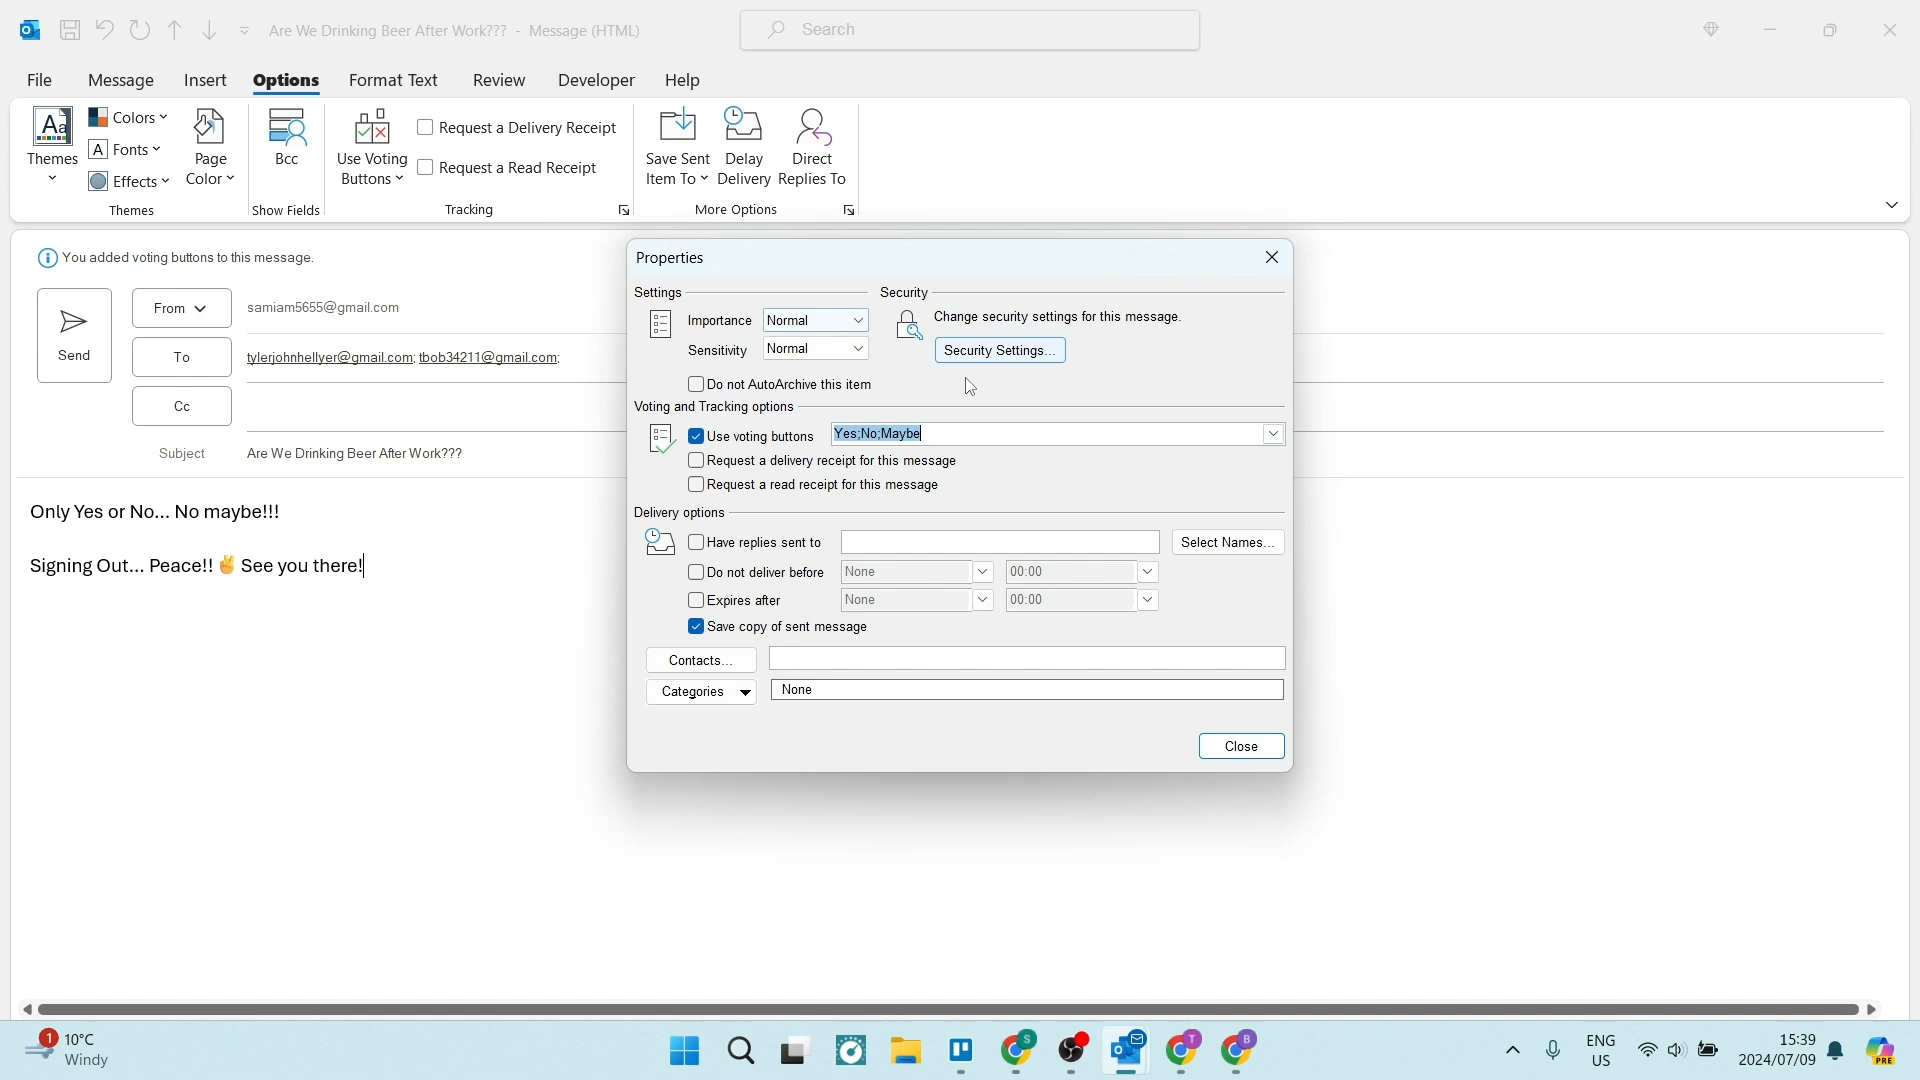 Are We Drinking Beer After Work??? - Message (HTML)
Search
File Message Insert Options Format Text Review Developer Help
Themes
Colors
Fonts
Effects
Page Color
Themes
Bcc
Show Fields
Use Voting Buttons
Request a Delivery Receipt
Request a Read Receipt
Tracking
Save Sent Item To
Delay Delivery
Direct Replies To
More Options
You added voting buttons to this message.
Send
From samiam5655@gmail.com
To tylerjohnhellyer@gmail.com; tbob34211@gmail.com;
Cc
Subject Are We Drinking Beer After Work???
Only Yes or No... No maybe!!!
Signing Out... Peace!!✌ See you there!
Properties
Settings
Importance Normal
Sensitivity Normal
Do not AutoArchive this item
Security
Change security settings for this message.
Security Settings...
Voting and Tracking options
Use voting buttons Yes;No;Maybe
Request a delivery receipt for this message
Request a read receipt for this message
Delivery options
Have replies sent to Select Names...
Do not deliver before None 00:00
Expires after None 00:00
Save copy of sent message
Contacts...
Categories None
Close
1 10°C
Windy
S
T
B
ENG
US
15:39
2024/07/09
PRE